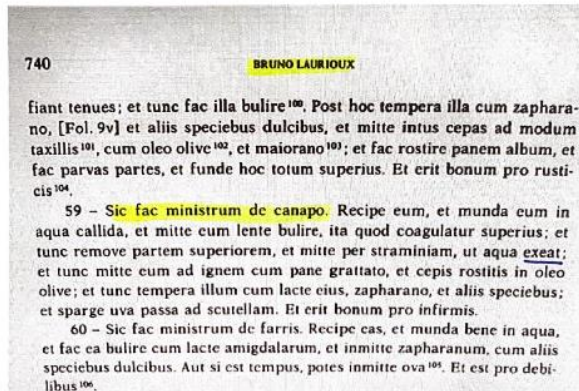 740
BRUNO LAURIOUX
fiant tenues; et tunc fac illa bulire¹⁰⁰. Post hoc tempera illa cum zaphara-
no, [Fol. 9v] et aliis speciebus dulcibus, et mitte intus cepas ad modum
taxillis¹⁰¹, cum oleo olive¹⁰², et maiorano¹⁰³; et fac rostire panem album, et
fac parvas partes, et funde hoc totum superius. Et erit bonum pro rusti-
cis¹⁰⁴.
59 – Sic fac ministrum de canapo. Recipe eum, et munda eum in
aqua callida, et mitte eum lente bulire, ita quod coagulatur superius; et
tunc remove partem superiorem, et mitte per straminiam, ut aqua exeat;
et tunc mitte eum ad ignem cum pane grattato, et cepis rostitis in oleo
olive; et tunc tempera illum cum lacte eius, zaphrano, et aliis speciebus;
et sparge uva passa ad scutellam. Et erit bonum pro infirmis.
60 – Sic fac ministrum de farris. Recipe eas, et munda bene in aqua,
et fac ea bulire cum lacte amigdalarum, et inmitte zapharanum, cum aliis
speciebus dulcibus. Aut si est tempus, potes inmitte ova¹⁰⁵. Et est pro debi-
libus¹⁰⁶.